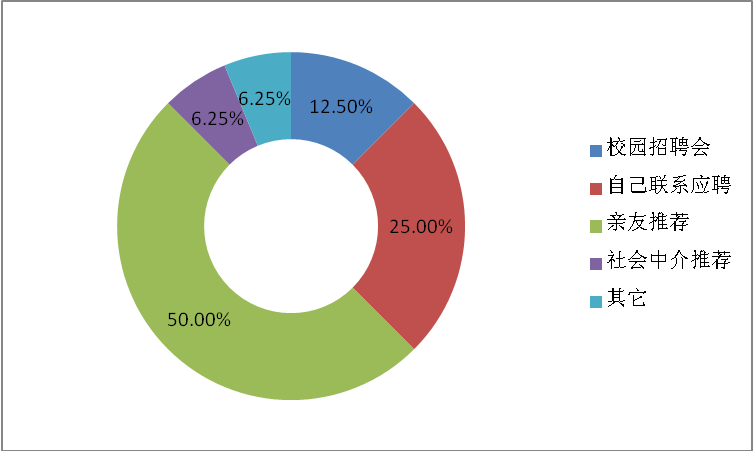 6.25%
12.50%
6.25%
25.00%
50.00%
校园招聘会
自己联系应聘
亲友推荐
社会中介推荐
其它